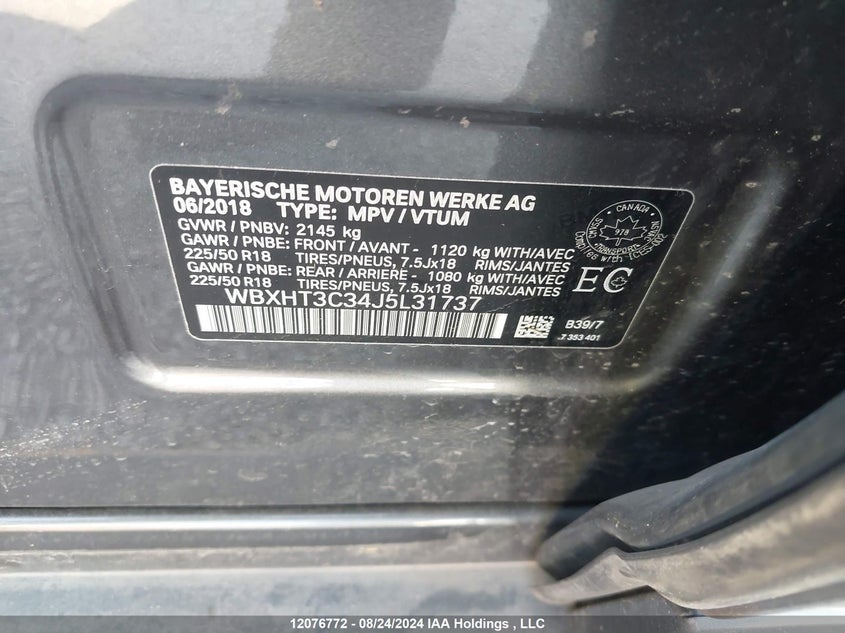 BAYERISCHE MOTOREN WERKE AG
06/2018 TYPE: MPV / VTUM
GVWR / PNBV: 2145 kg
GAWR / PNBE: FRONT / AVANT - 1120 kg WITH/AVEC
225/50 R18 TIRES/PNEUS, 7.5Jx18 RIMS/JANTES
GAWR / PNBE: REAR / ARRIERE - 1080 kg WITH/AVEC
225/50 R18 TIRES/PNEUS, 7.5Jx18 RIMS/JANTES
WBXHT3C34J5L31737
CANADA
978
TRANSPORT
EC
B39/7
7 353 401
12076772 - 08/24/2024 IAA Holdings , LLC